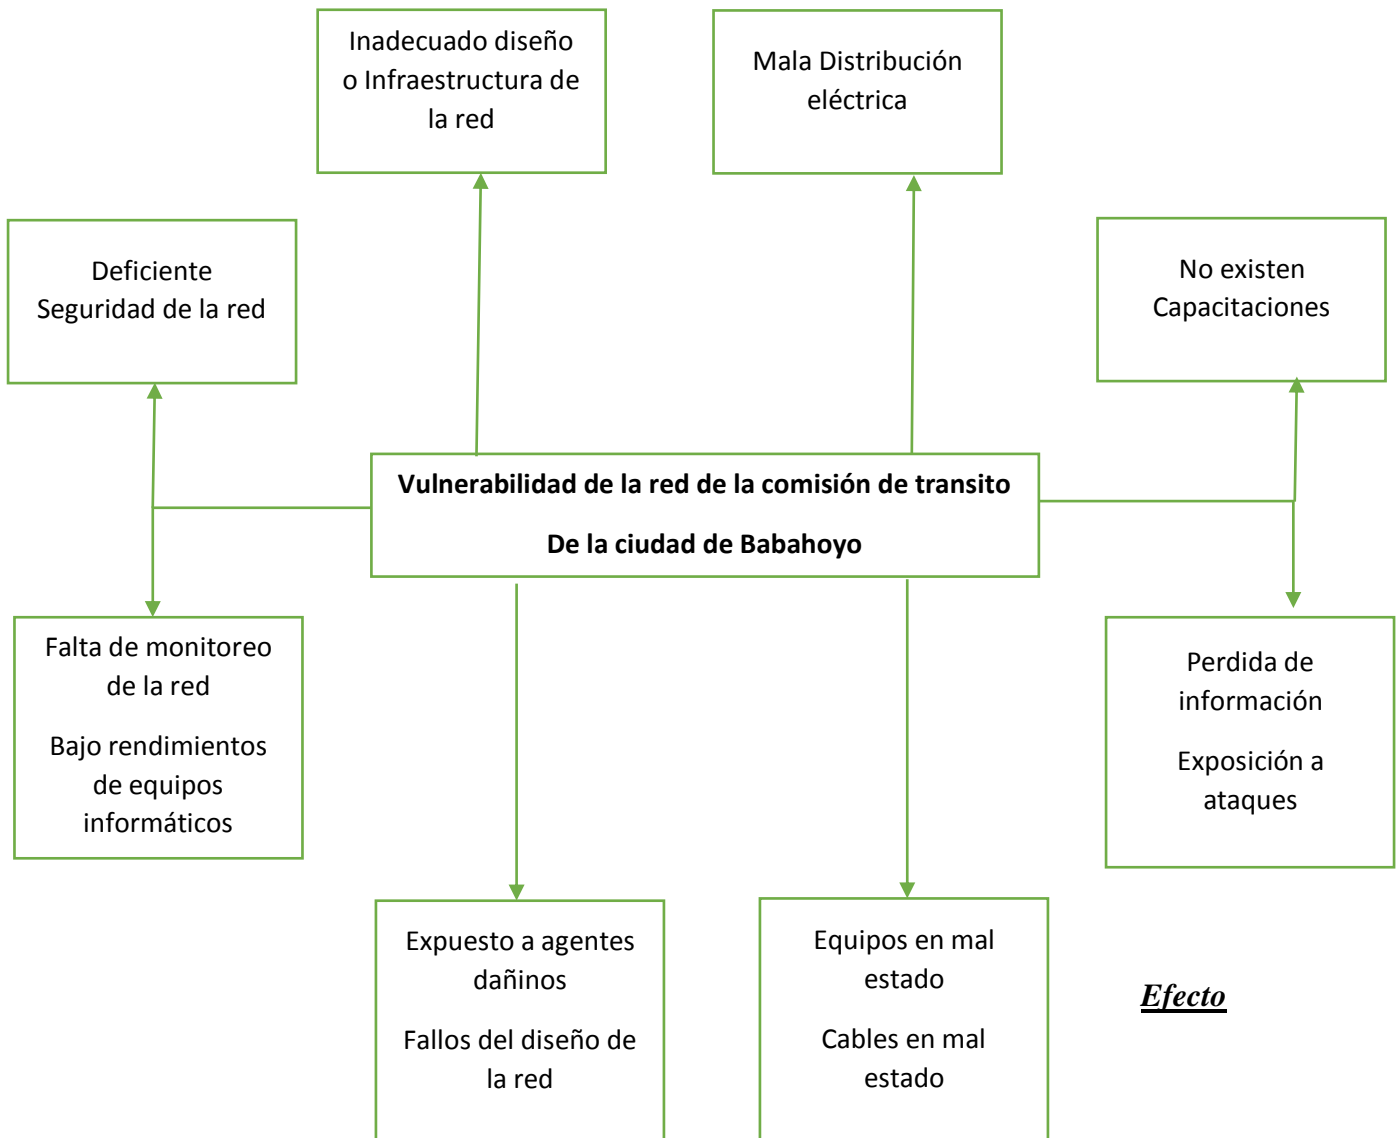 Inadecuado diseño
o Infraestructura de
la red
Mala Distribución
eléctrica
Deficiente
Seguridad de la red
No existen
Capacitaciones
Vulnerabilidad de la red de la comisión de transito
De la ciudad de Babahoyo
Falta de monitoreo
de la red
Bajo rendimientos
de equipos
informáticos
Perdida de
información
Exposición a
ataques
Expuesto a agentes
dañinos
Fallos del diseño de
la red
Equipos en mal
estado
Cables en mal
estado
Efecto